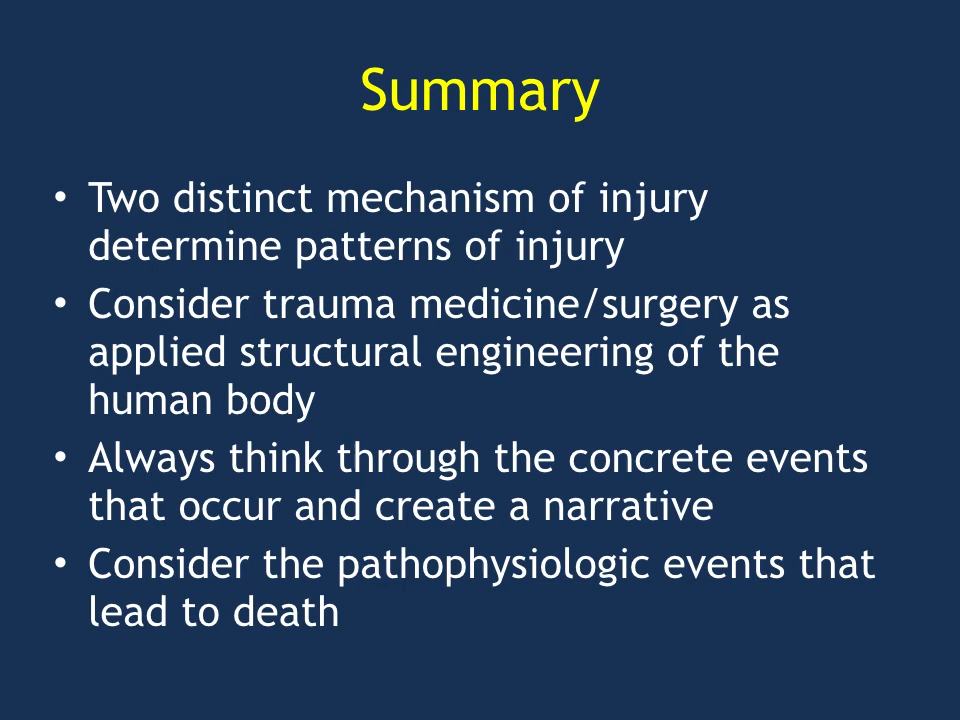 Summary
• Two distinct mechanism of injury
determine patterns of injury
• Consider trauma medicine/surgery as
applied structural engineering of the
human body
• Always think through the concrete events
that occur and create a narrative
• Consider the pathophysiologic events that
lead to death